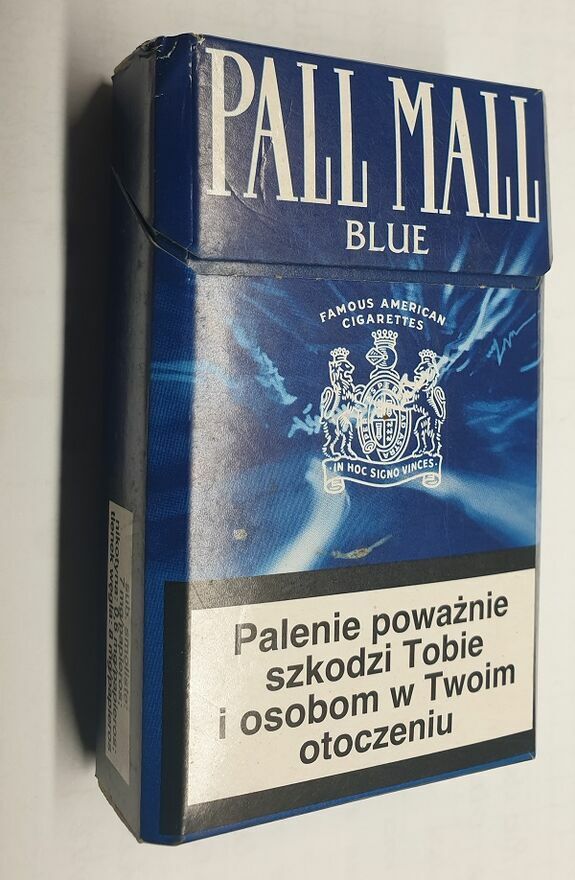 PALL MALL
BLUE
FAMOUS AMERICAN
CIGARETTES
IN HOC SIGNO VINCES
Palenie poważnie
szkodzi Tobie
i osobom w Twoim
otoczeniu